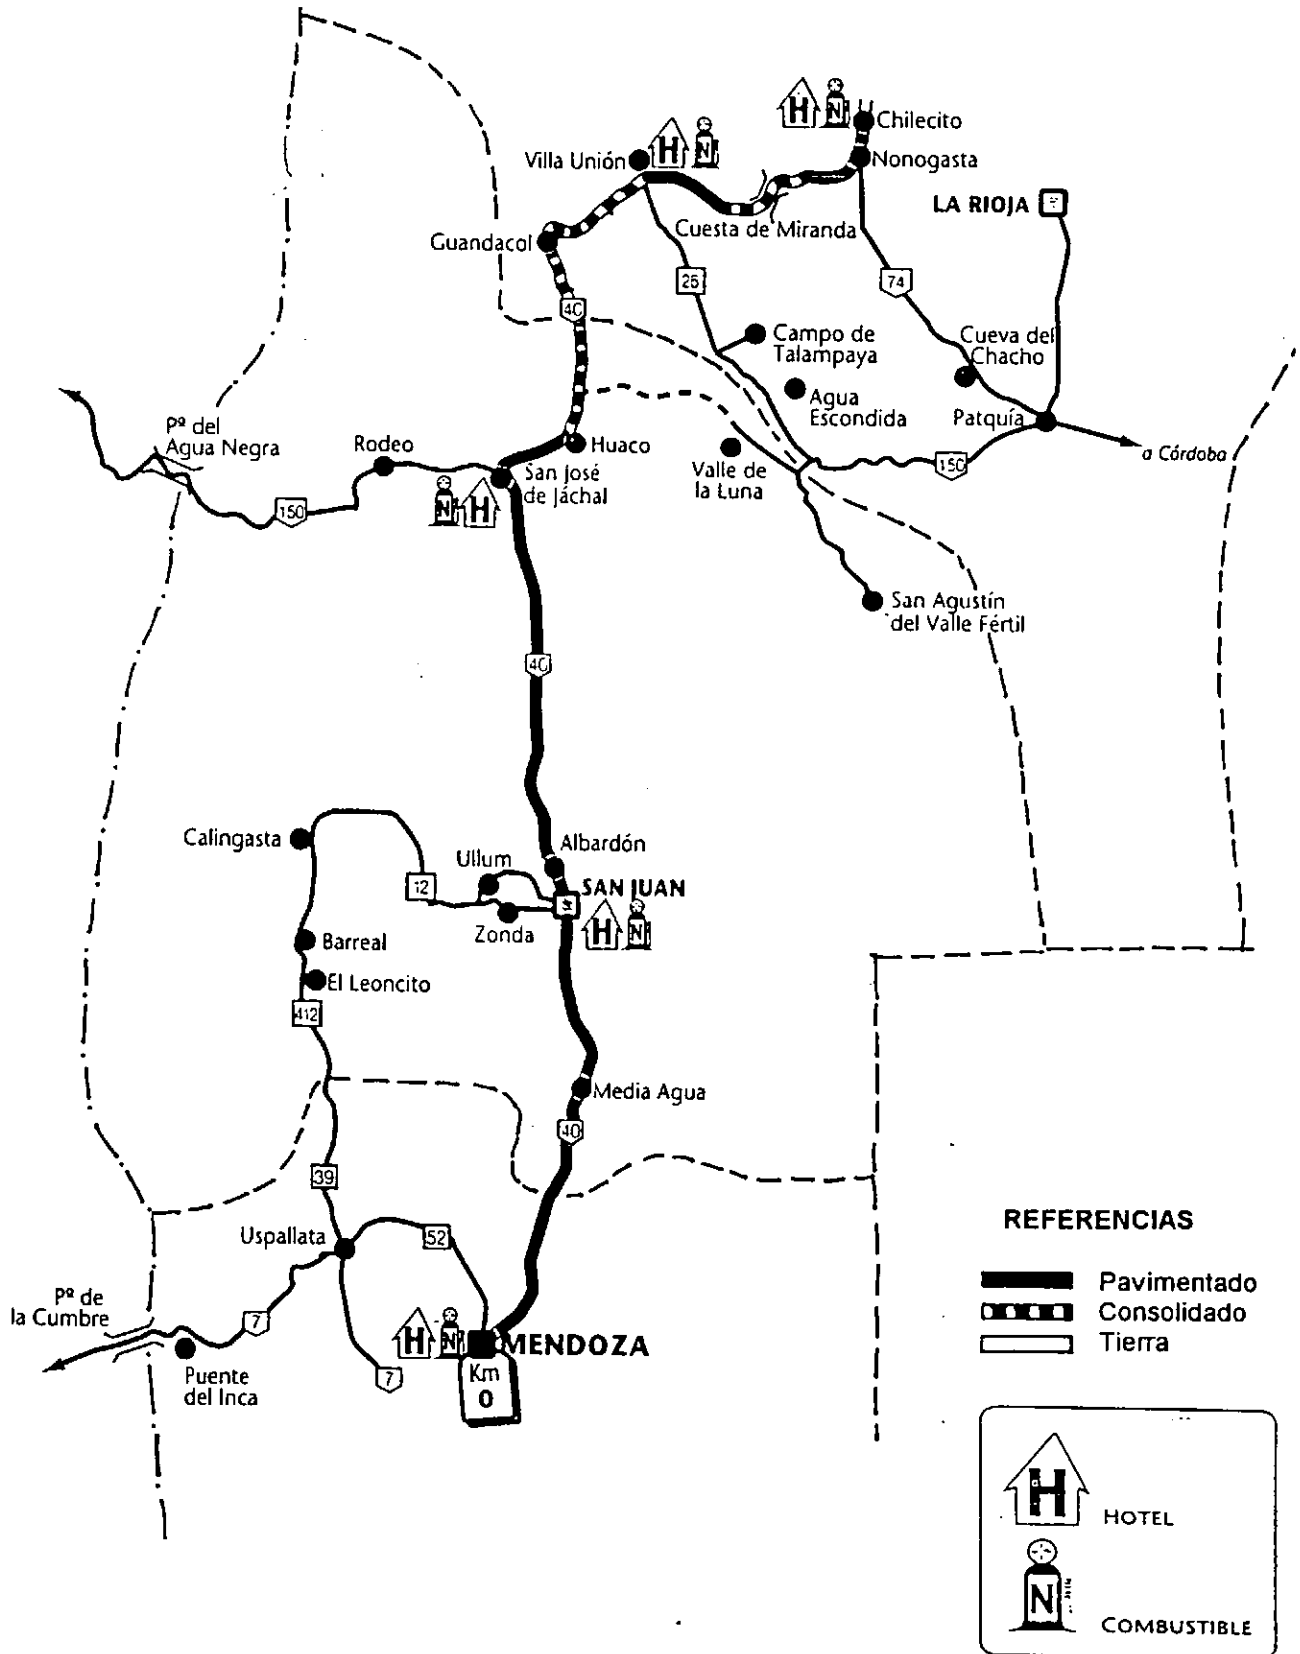 H
N
Chilecito
Villa Unión
H
N
Nonogasta
LA RIOJA
Guandacol
Cuesta de Miranda
26
74
40
Campo de
Talampaya
Cueva del
Chacho
Agua
Escondida
Pº del
Agua Negra
Rodeo
Huaco
Patquía
a Córdoba
San José
de Jáchal
Valle de
la Luna
150
N
H
150
San Agustín
del Valle Fértil
40
Calingasta
Albardón
Ullum
12
SAN JUAN
Zonda
H
N
Barreal
El Leoncito
412
Media Agua
40
39
Uspallata
52
REFERENCIAS
Pavimentado
Consolidado
Tierra
Pº de
la Cumbre
7
H
N
MENDOZA
Puente
del Inca
7
Km
0
H
HOTEL
N
COMBUSTIBLE